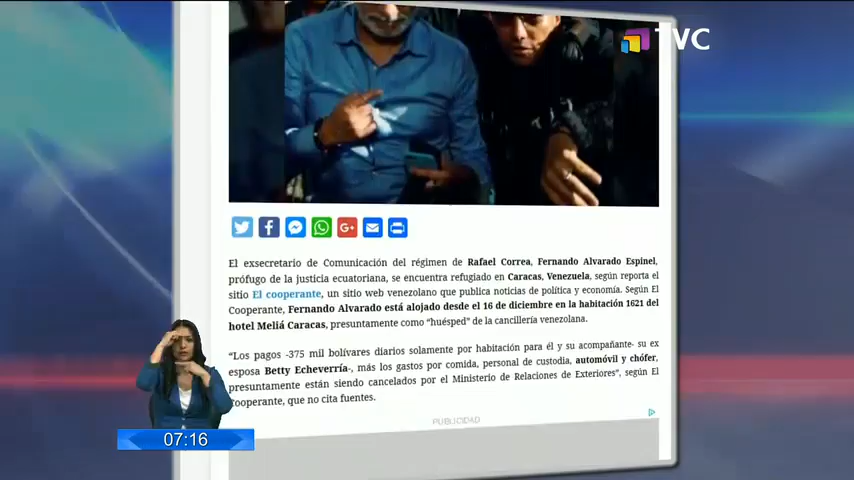 TVC
El exsecretario de Comunicación del régimen de Rafael Correa, Fernando Alvarado Espinel,
prófugo de la justicia ecuatoriana, se encuentra refugiado en Caracas, Venezuela, según reporta el
sitio El cooperante, un sitio web venezolano que publica noticias de política y economía. Según El
Cooperante, Fernando Alvarado está alojado desde el 16 de diciembre en la habitación 1621 del
hotel Meliá Caracas, presuntamente como “huésped” de la cancillería venezolana.
“Los pagos -375 mil bolívares diarios solamente por habitación para él y su acompañante- su ex
esposa Betty Echeverría-, más los gastos por comida, personal de custodia, automóvil y chófer,
presuntamente están siendo cancelados por el Ministerio de Relaciones de Exteriores”, según El
Cooperante, que no cita fuentes.
PUBLICIDAD
07:16